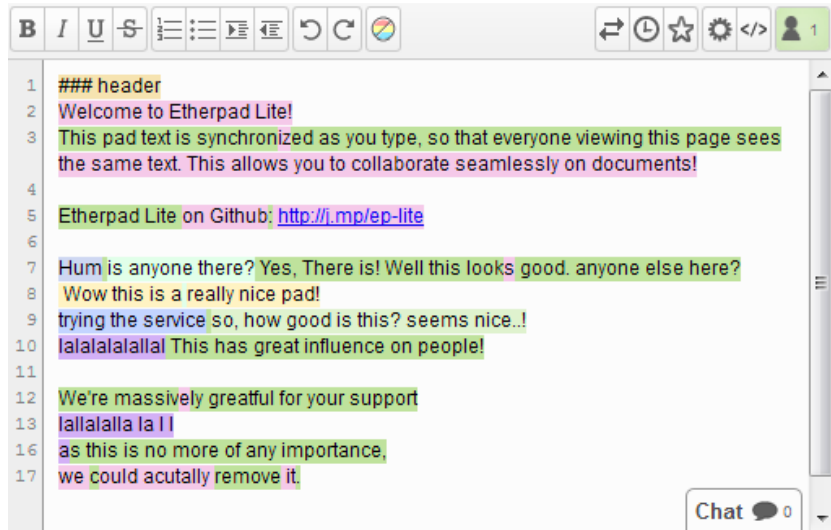 B I U S </> 1
1 ### header
2 Welcome to Etherpad Lite!
3 This pad text is synchronized as you type, so that everyone viewing this page sees
the same text. This allows you to collaborate seamlessly on documents!
4
5 Etherpad Lite on Github: http://j.mp/ep-lite
6
7 Hum is anyone there? Yes, There is! Well this looks good. anyone else here?
8 Wow this is a really nice pad!
9 trying the service so, how good is this? seems nice..!
10 lalalalalallal This has great influence on people!
11
12 We're massively greatful for your support
13 lallalalla la l l
16 as this is no more of any importance,
17 we could acutally remove it.
Chat 0